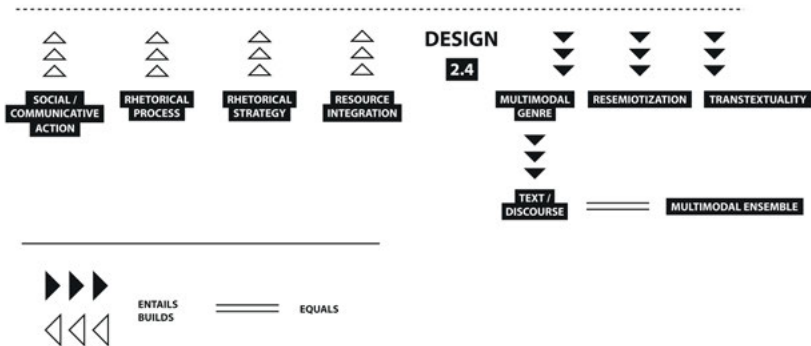 DESIGN
2.4
SOCIAL /
COMMUNICATIVE
ACTION
RHETORICAL
PROCESS
RHETORICAL
STRATEGY
RESOURCE
INTEGRATION
MULTIMODAL
GENRE
RESEMIOTIZATION
TRANSTEXTUALITY
TEXT /
DISCOURSE
MULTIMODAL ENSEMBLE
ENTAILS
BUILDS
EQUALS